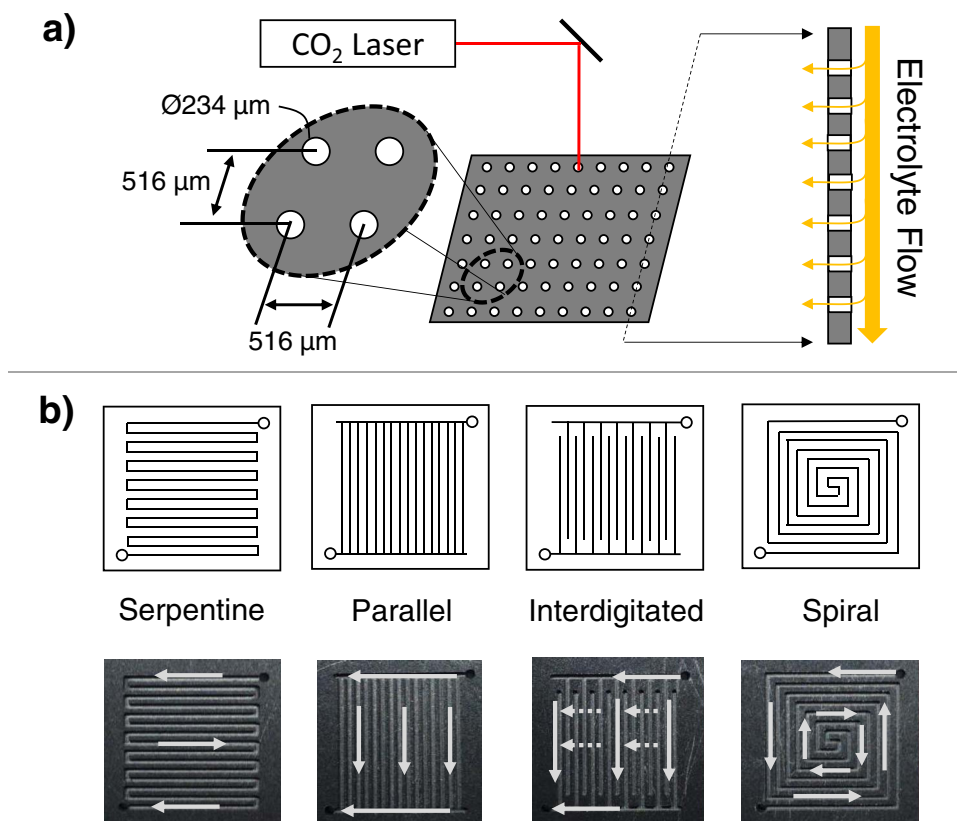 a)
CO₂ Laser
Ø234 µm
516 µm
516 µm
Electrolyte Flow
b)
Serpentine
Parallel
Interdigitated
Spiral